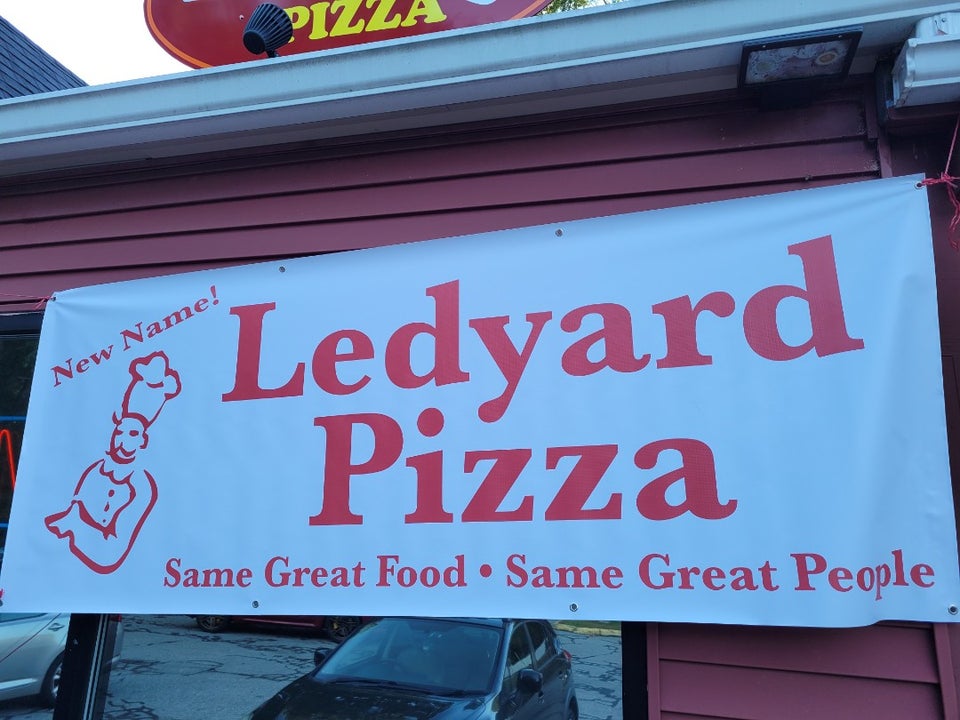 PIZZA
New Name!
Ledyard
Pizza
Same Great Food • Same Great People